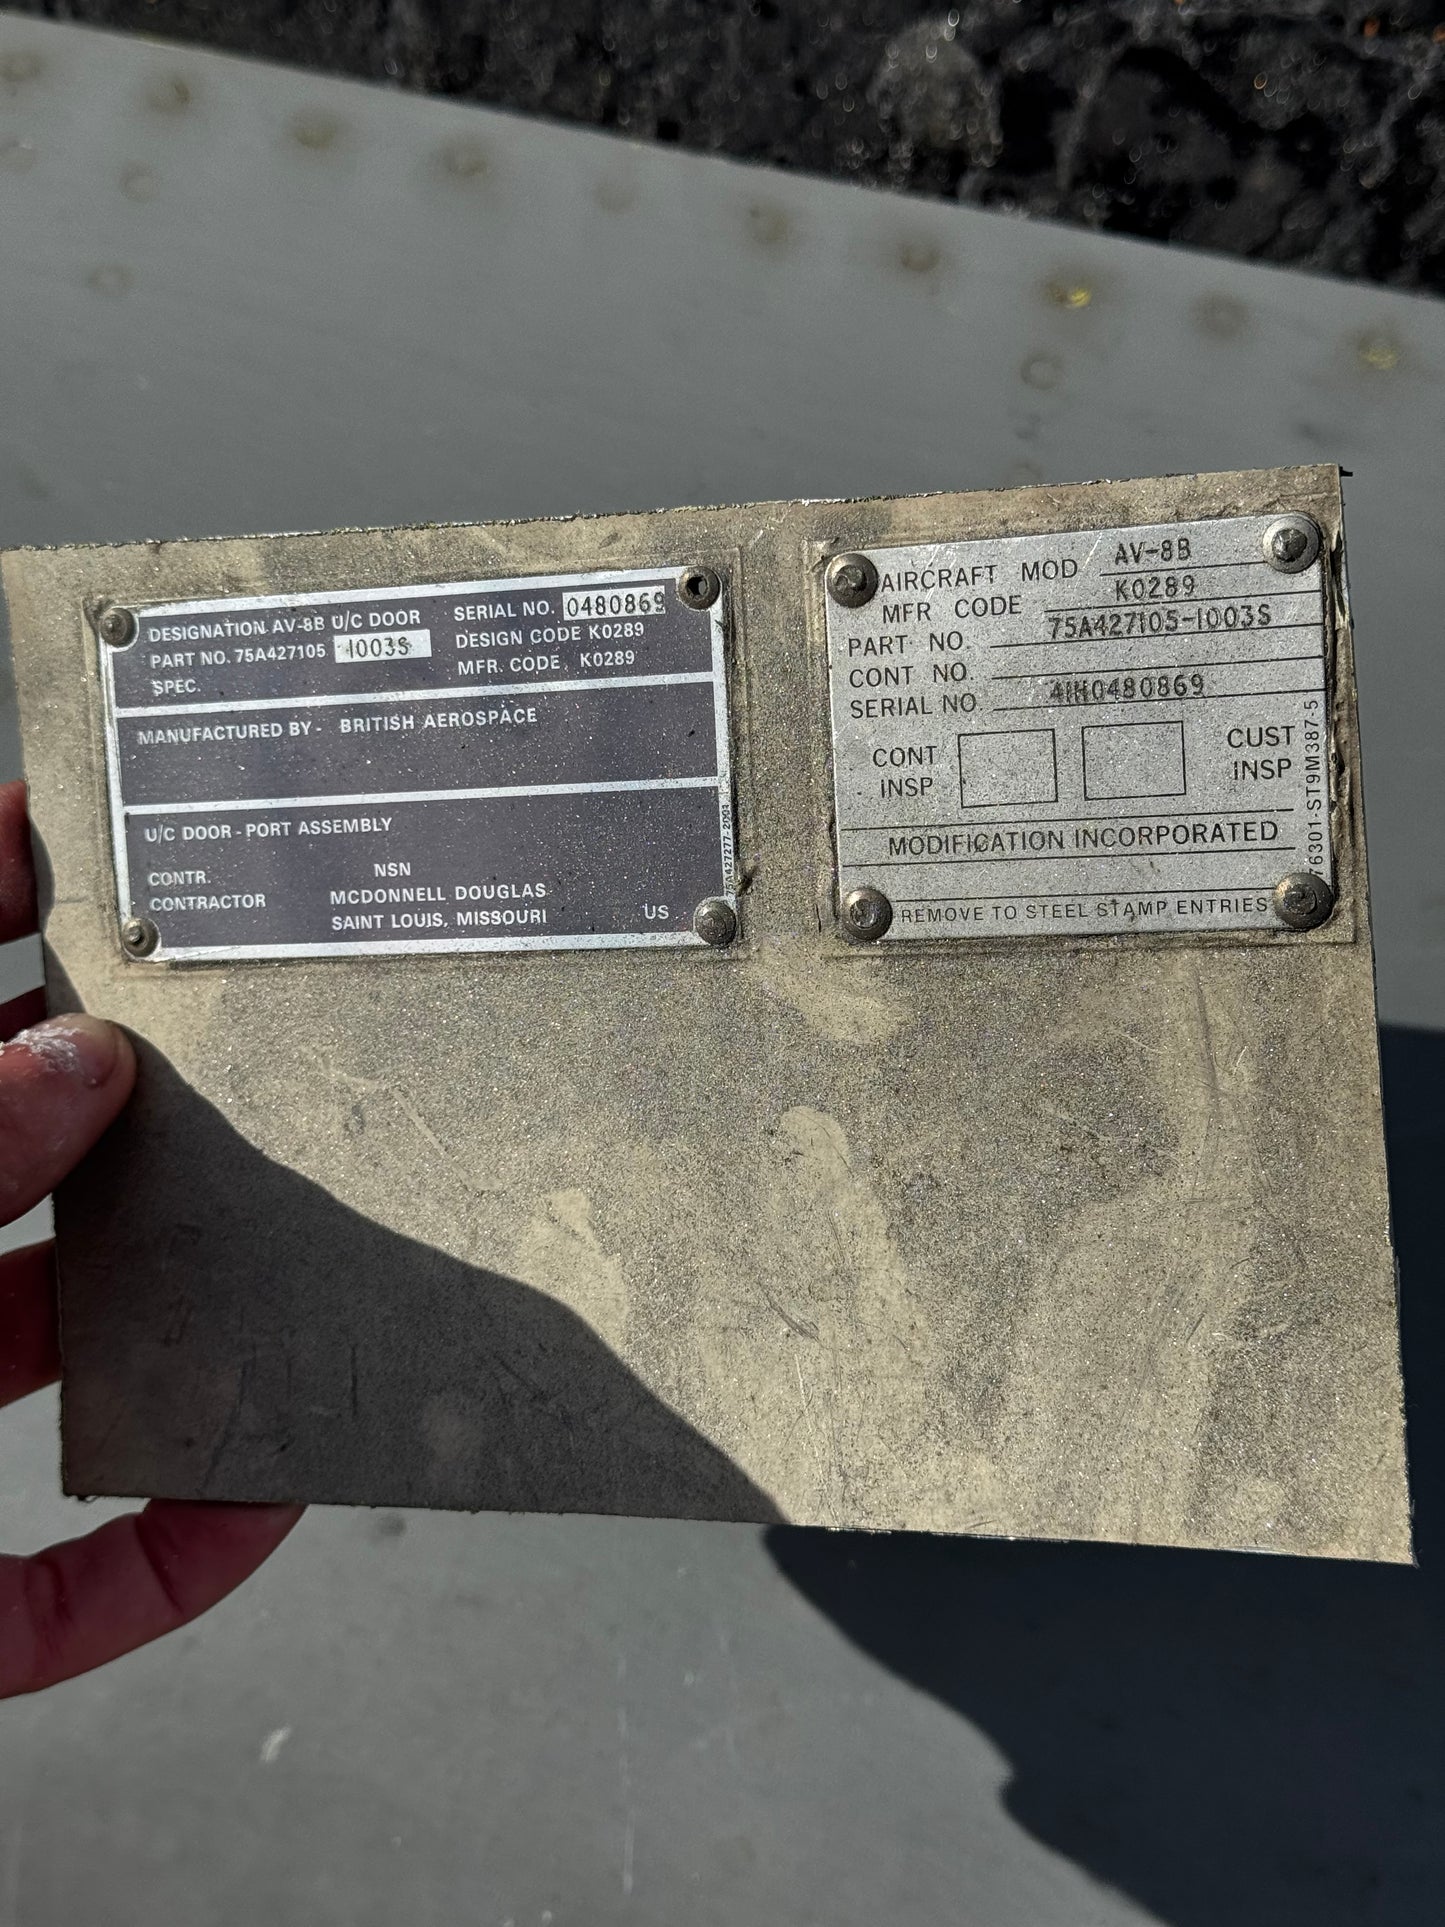 DESIGNATION AV-8B U/C DOOR SERIAL NO. 0480869
PART NO. 75A427105 1003S DESIGN CODE K0289
SPEC. MFR. CODE K0289
MANUFACTURED BY - BRITISH AEROSPACE
U/C DOOR - PORT ASSEMBLY
CONTR. NSN
CONTRACTOR MCDONNELL DOUGLAS
SAINT LOUIS, MISSOURI US
AIRCRAFT MOD AV-8B
MFR CODE K0289
PART NO. 75A427105-1003S
CONT NO.
SERIAL NO. 41H0480869
CONT INSP
CUST INSP
MODIFICATION INCORPORATED
REMOVE TO STEEL STAMP ENTRIES
76301-ST9M387-5